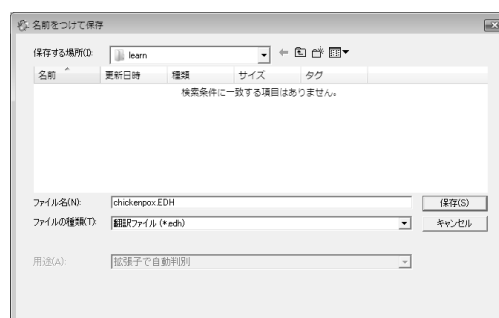 名前をつけて保存
保存する場所(I):
learn
名前 更新日時 種類 サイズ タグ
検索条件に一致する項目はありません。
ファイル名(N): chickenpox.EDH 保存(S)
ファイルの種類(T): 翻訳ファイル (*.edh) キャンセル
用途(A): 拡張子で自動判別